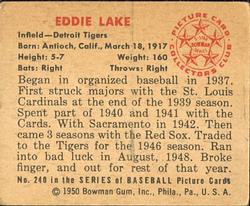 EDDIE LAKE
Infield—Detroit Tigers
Born: Antioch, Calif., March 18, 1917
Height: 5-7 Weight: 160
Bats: Right Throws: Right
PICTURE CARD
BOWMAN
COLLECTORS CLUB
Began in organized baseball in 1937.
First struck majors with the St. Louis
Cardinals at the end of the 1939 season.
Spent part of 1940 and 1941 with the
Cards. With Sacramento in 1942. Then
came 3 seasons with the Red Sox. Traded
to the Tigers for the 1946 season. Ran
into bad luck in August, 1948. Broke
finger, and out for rest of season.
No. 240 in the SERIES of BASEBALL Picture Cards
©1950 Bowman Gum, Inc., Phila., Pa., U. S. A.